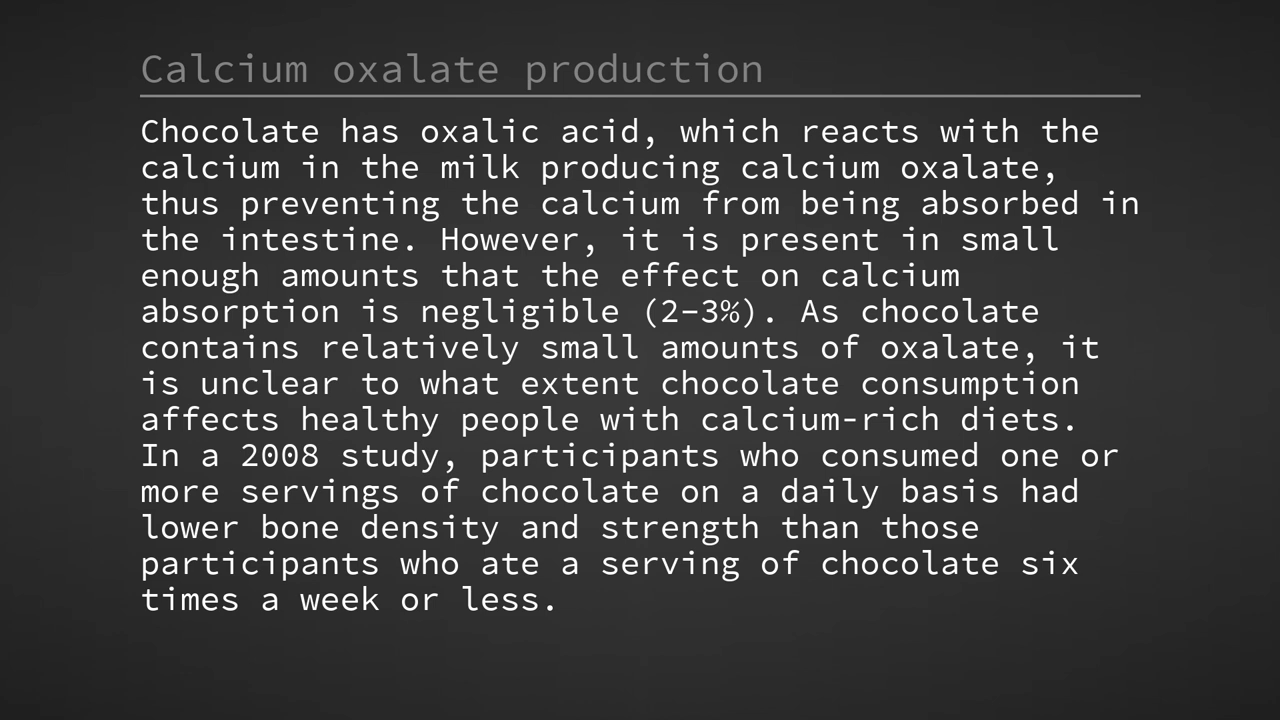 Calcium oxalate production
Chocolate has oxalic acid, which reacts with the
calcium in the milk producing calcium oxalate,
thus preventing the calcium from being absorbed in
the intestine. However, it is present in small
enough amounts that the effect on calcium
absorption is negligible (2–3%). As chocolate
contains relatively small amounts of oxalate, it
is unclear to what extent chocolate consumption
affects healthy people with calcium-rich diets.
In a 2008 study, participants who consumed one or
more servings of chocolate on a daily basis had
lower bone density and strength than those
participants who ate a serving of chocolate six
times a week or less.